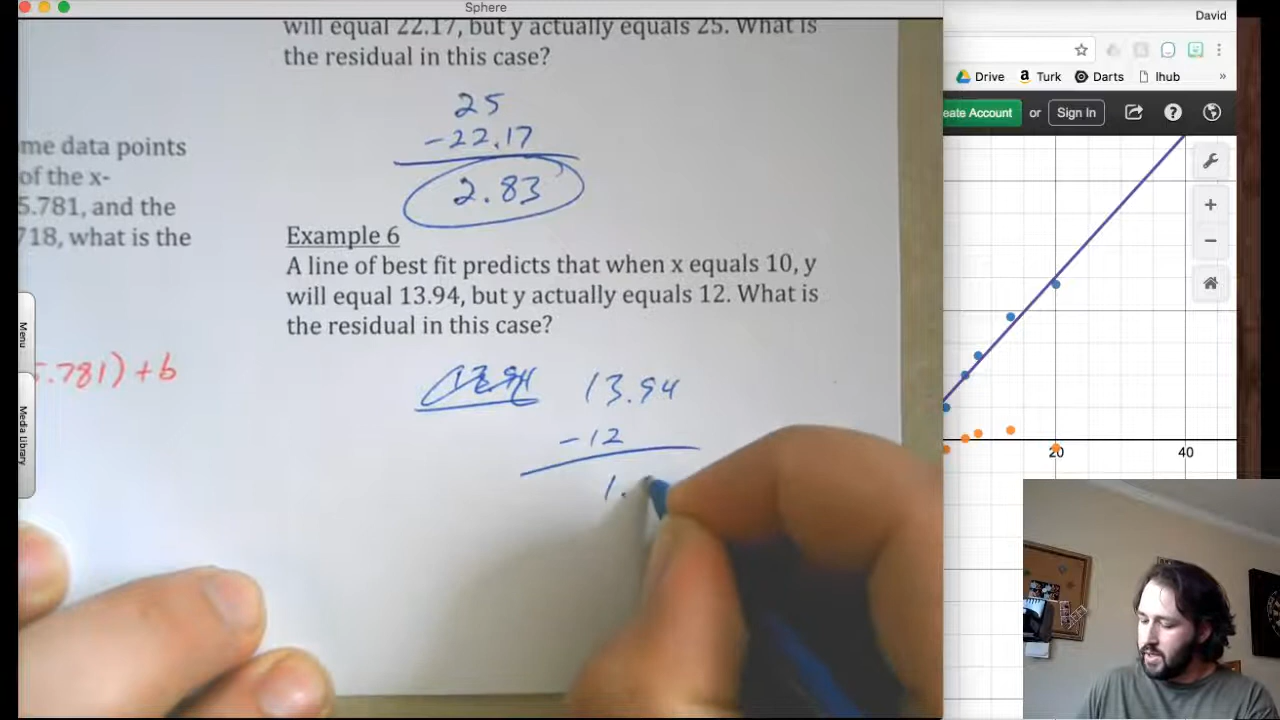 Sphere
will equal 22.17, but y actually equals 25. What is
the residual in this case?
25
-22.17
2.83
me data points
of the x-
5.781, and the
718, what is the
.781) + b
Example 6
A line of best fit predicts that when x equals 10, y
will equal 13.94, but y actually equals 12. What is
the residual in this case?
13.94 13.94
-12
1.
Menu
Media Library
David
Drive Turk Darts lhub »
eate Account or Sign In
20 40